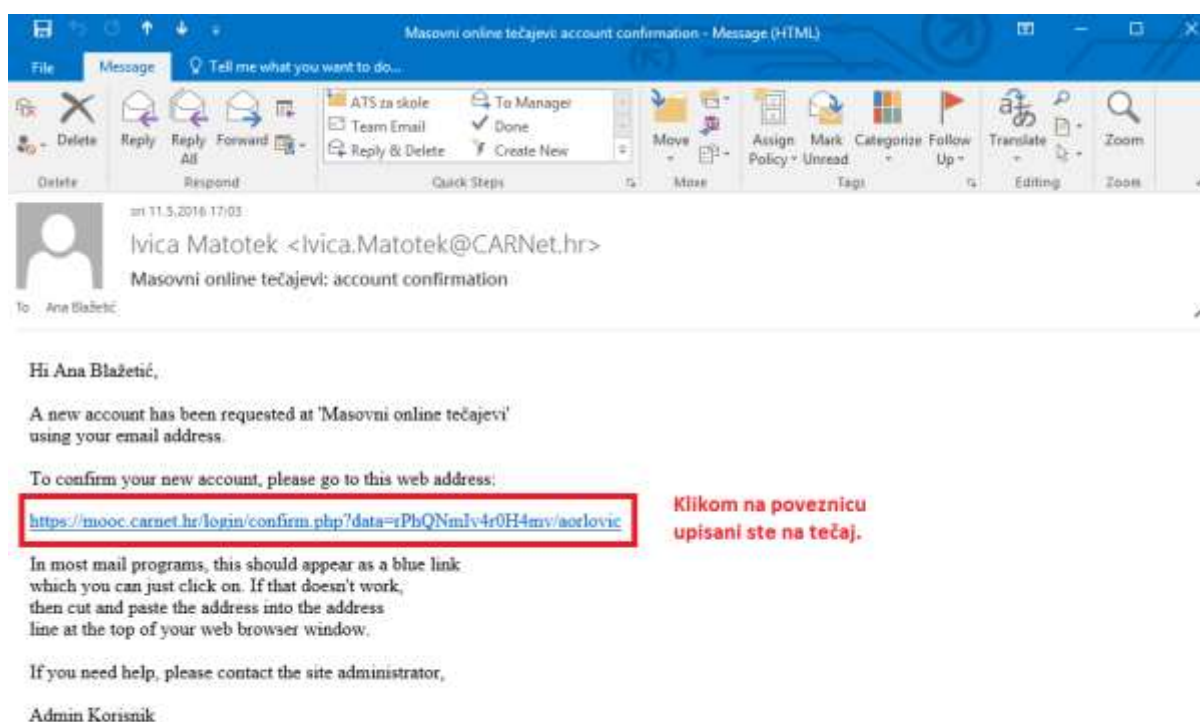 Masovni online tečajevi: account confirmation - Message (HTML)
File Message Tell me what you want to do...
Delete
Reply Reply All Forward
ATS za skole To Manager
Team Email Done
Reply & Delete Create New
Move
Assign Policy Mark Unread Categorize Follow Up
Translate
Zoom
Delete Respond Quick Steps Move Tags Editing Zoom
sri 11.5.2016 17:03
Ivica Matotek <Ivica.Matotek@CARNet.hr>
Masovni online tečajevi: account confirmation
To Ana Blažetić
Hi Ana Blažetić,
A new account has been requested at 'Masovni online tečajevi'
using your email address.
To confirm your new account, please go to this web address:
https://mooc.carnet.hr/login/confirm.php?data=rPhQNmIv4r0H4mv/aorlovic
Klikom na poveznicu
upisani ste na tečaj.
In most mail programs, this should appear as a blue link
which you can just click on. If that doesn't work,
then cut and paste the address into the address
line at the top of your web browser window.
If you need help, please contact the site administrator,
Admin Korisnik